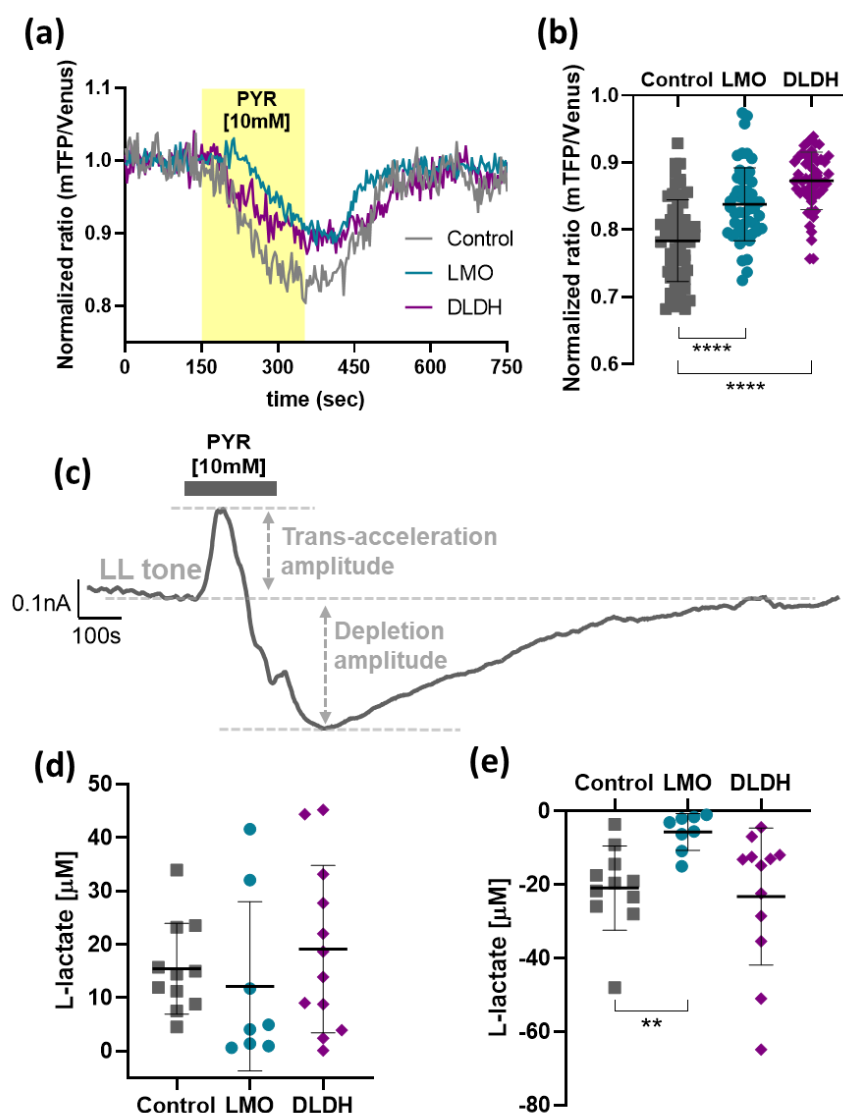 (a)
Normalized ratio (mTFP/Venus)
1.1
1.0
0.9
0.8
PYR
[10mM]
Control
LMO
DLDH
0 150 300 450 600 750
time (sec)
(b)
Control LMO DLDH
Normalized ratio (mTFP/Venus)
1.0
0.9
0.8
0.7
0.6
****
****
(c)
PYR
[10mM]
LL tone
Trans-acceleration
amplitude
0.1nA
100s
Depletion
amplitude
(d)
L-lactate [μM]
50
40
30
20
10
0
Control LMO DLDH
(e)
Control LMO DLDH
L-lactate [μM]
0
-20
-40
-60
-80
**